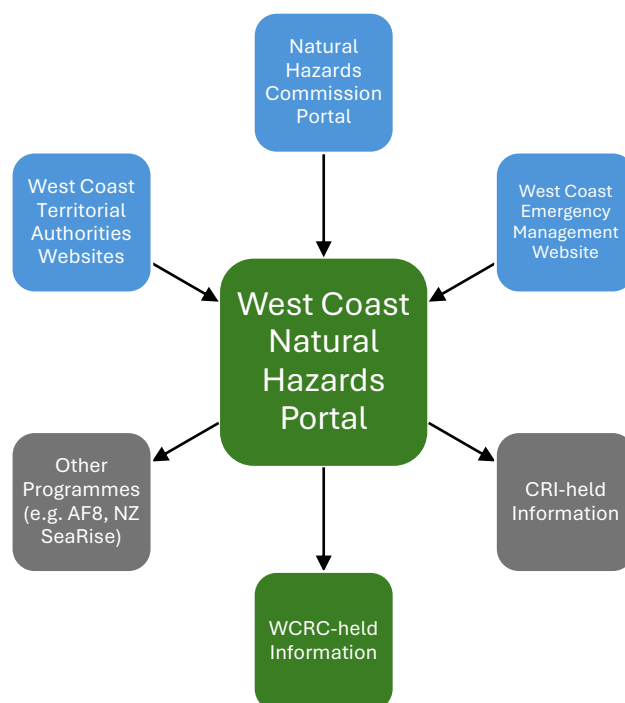 Natural
Hazards
Commission
Portal
West Coast
Territorial
Authorities
Websites
West Coast
Emergency
Management
Website
West Coast
Natural
Hazards
Portal
Other
Programmes
(e.g. AF8, NZ
SeaRise)
CRI-held
Information
WCRC-held
Information